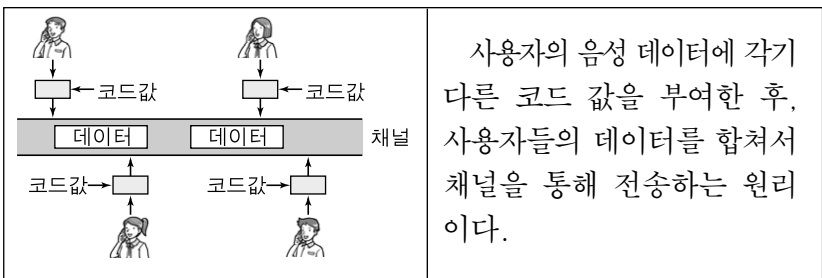 코드값
코드값
데이터
데이터
채널
코드값
코드값
사용자의 음성 데이터에 각기
다른 코드 값을 부여한 후,
사용자들의 데이터를 합쳐서
채널을 통해 전송하는 원리
이다.